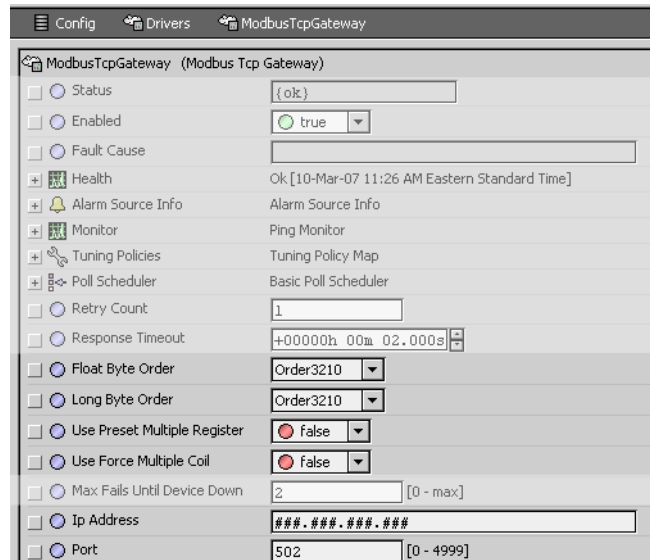 Config Drivers ModbusTcpGateway
ModbusTcpGateway (Modbus Tcp Gateway)
Status {ok}
Enabled true
Fault Cause
Health Ok [10-Mar-07 11:26 AM Eastern Standard Time]
Alarm Source Info Alarm Source Info
Monitor Ping Monitor
Tuning Policies Tuning Policy Map
Poll Scheduler Basic Poll Scheduler
Retry Count 1
Response Timeout +00000h 00m 02.000s
Float Byte Order Order3210
Long Byte Order Order3210
Use Preset Multiple Register false
Use Force Multiple Coil false
Max Fails Until Device Down 2 [0 - max]
Ip Address ###.###.###.###
Port 502 [0 - 4999]